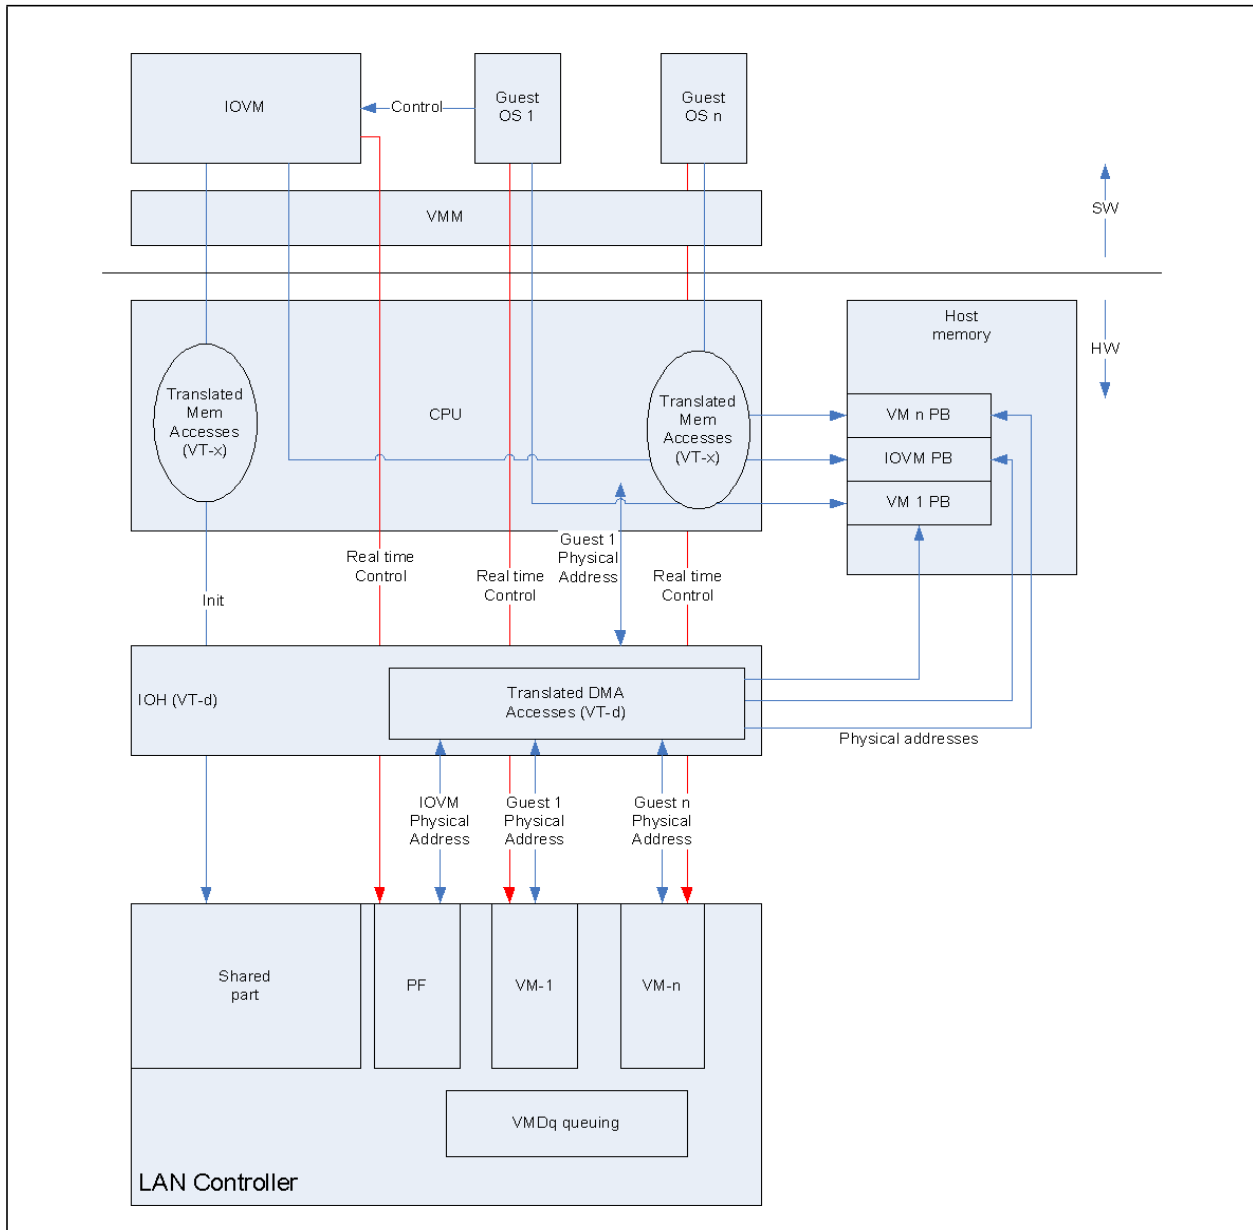 IOVM
Control
Guest
OS 1
Guest
OS n
VMM
SW
HW
Host
memory
Translated
Mem
Accesses
(VT-x)
CPU
Translated
Mem
Accesses
(VT-x)
VM n PB
IOVM PB
VM 1 PB
Guest 1
Physical
Address
Real time
Control
Real time
Control
Real time
Control
Init
IOH (VT-d)
Translated DMA
Accesses (VT-d)
Physical addresses
IOVM
Physical
Address
Guest 1
Physical
Address
Guest n
Physical
Address
Shared
part
PF
VM-1
VM-n
VMDq queuing
LAN Controller